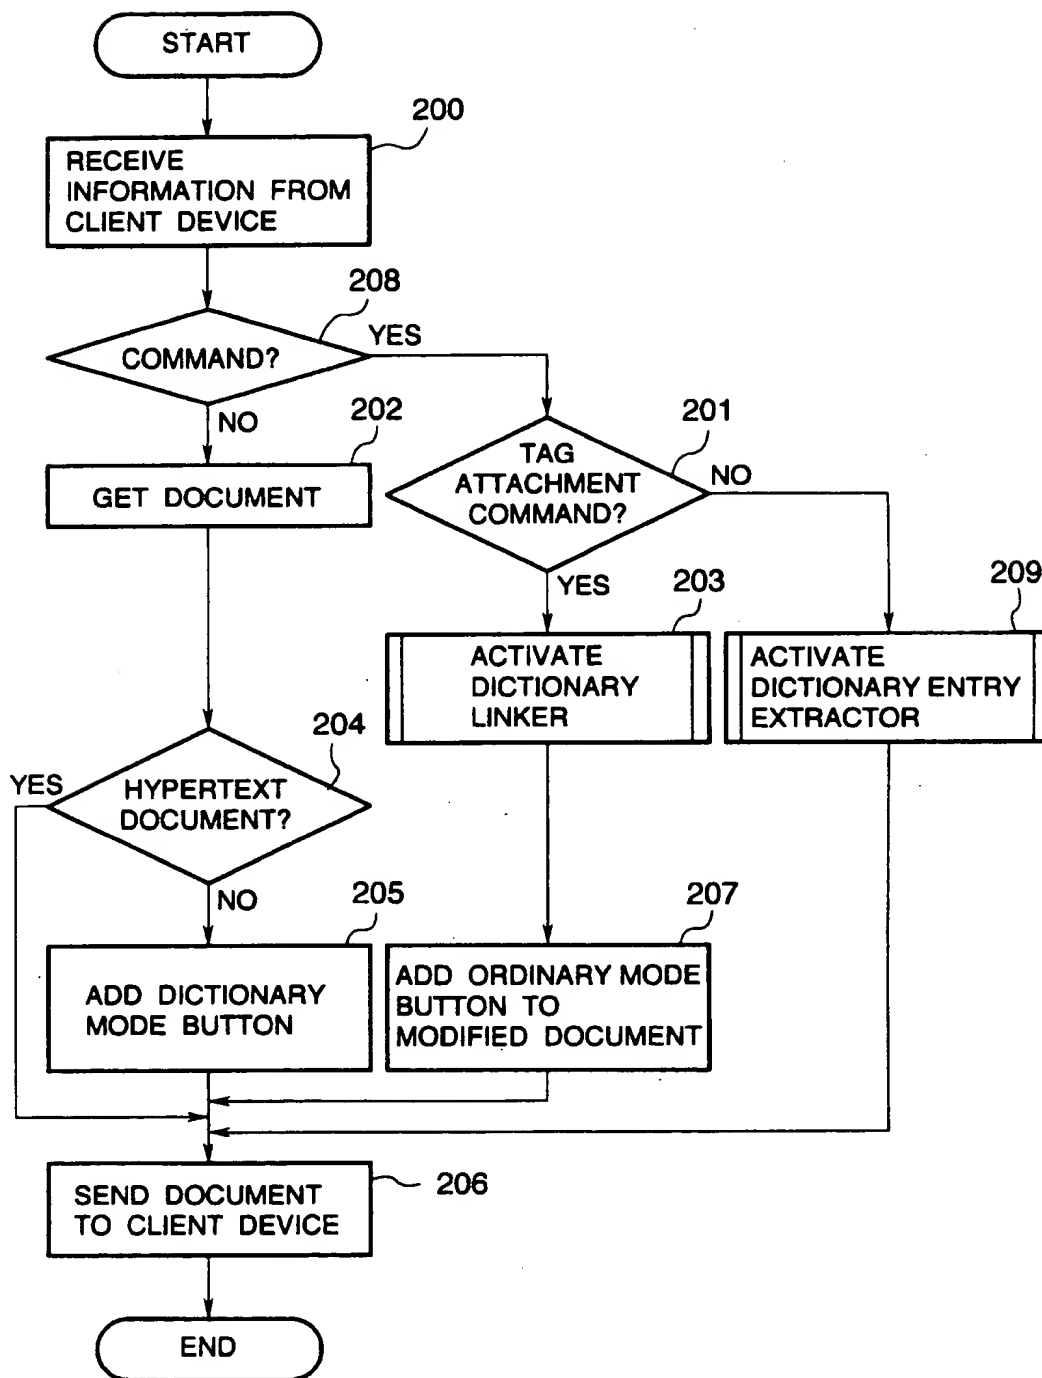 START
200
RECEIVE
INFORMATION FROM
CLIENT DEVICE
208
COMMAND?
YES
NO
202
GET DOCUMENT
201
TAG
ATTACHMENT
COMMAND?
NO
YES
203
ACTIVATE
DICTIONARY
LINKER
209
ACTIVATE
DICTIONARY ENTRY
EXTRACTOR
204
YES
HYPERTEXT
DOCUMENT?
NO
205
ADD DICTIONARY
MODE BUTTON
207
ADD ORDINARY MODE
BUTTON TO
MODIFIED DOCUMENT
206
SEND DOCUMENT
TO CLIENT DEVICE
END